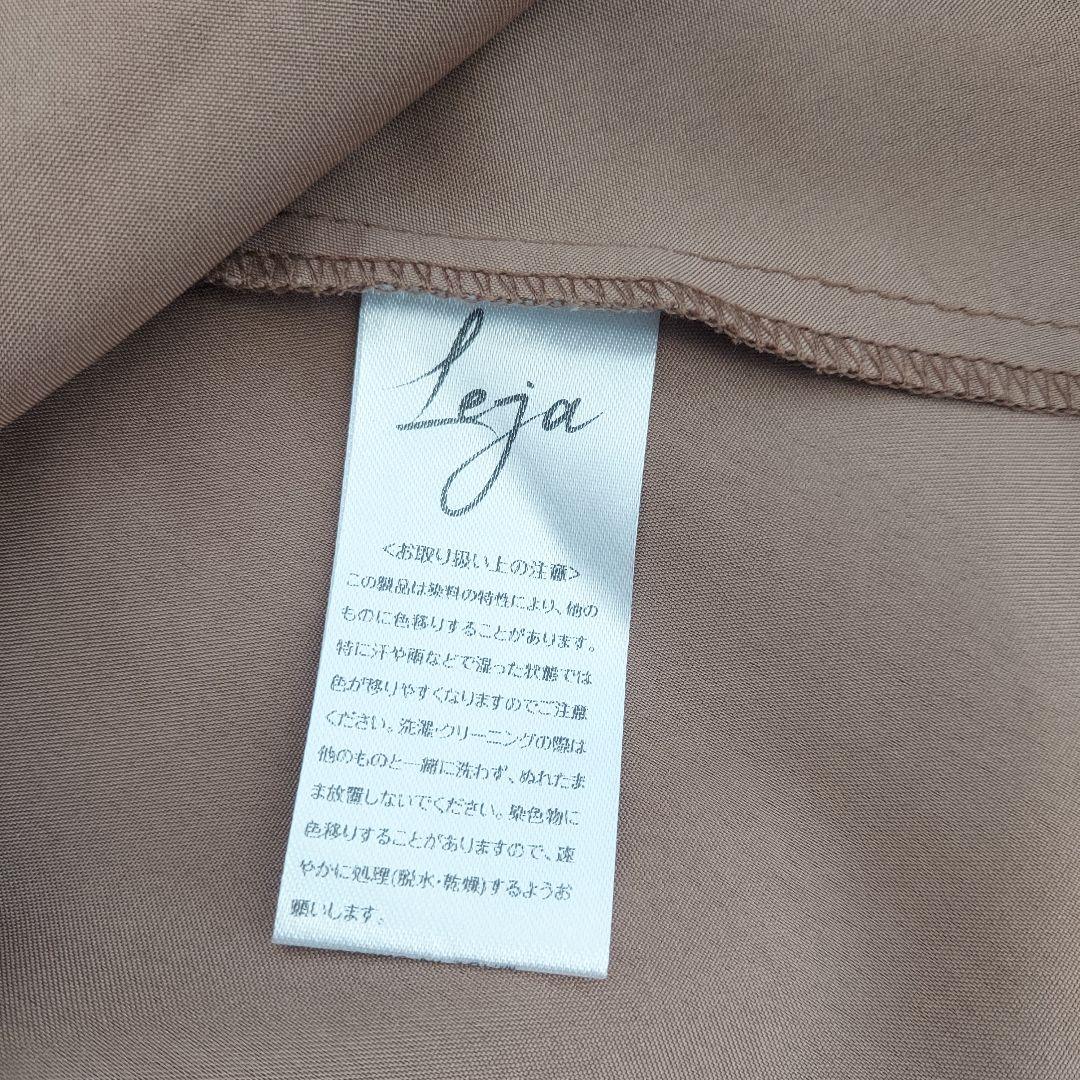 Leja
<お取り扱い上の注意>
この製品は染料の特性により、他の
ものに色移りすることがあります。
特に汗や雨などで湿った状態では
色が移りやすくなりますのでご注意
ください。洗濯・クリーニングの際は
他のものと一緒に洗わず、ぬれたま
ま放置しないでください。染色物に
色移りすることがありますので、速
やかに処理(脱水・乾燥)するようお
願いします。